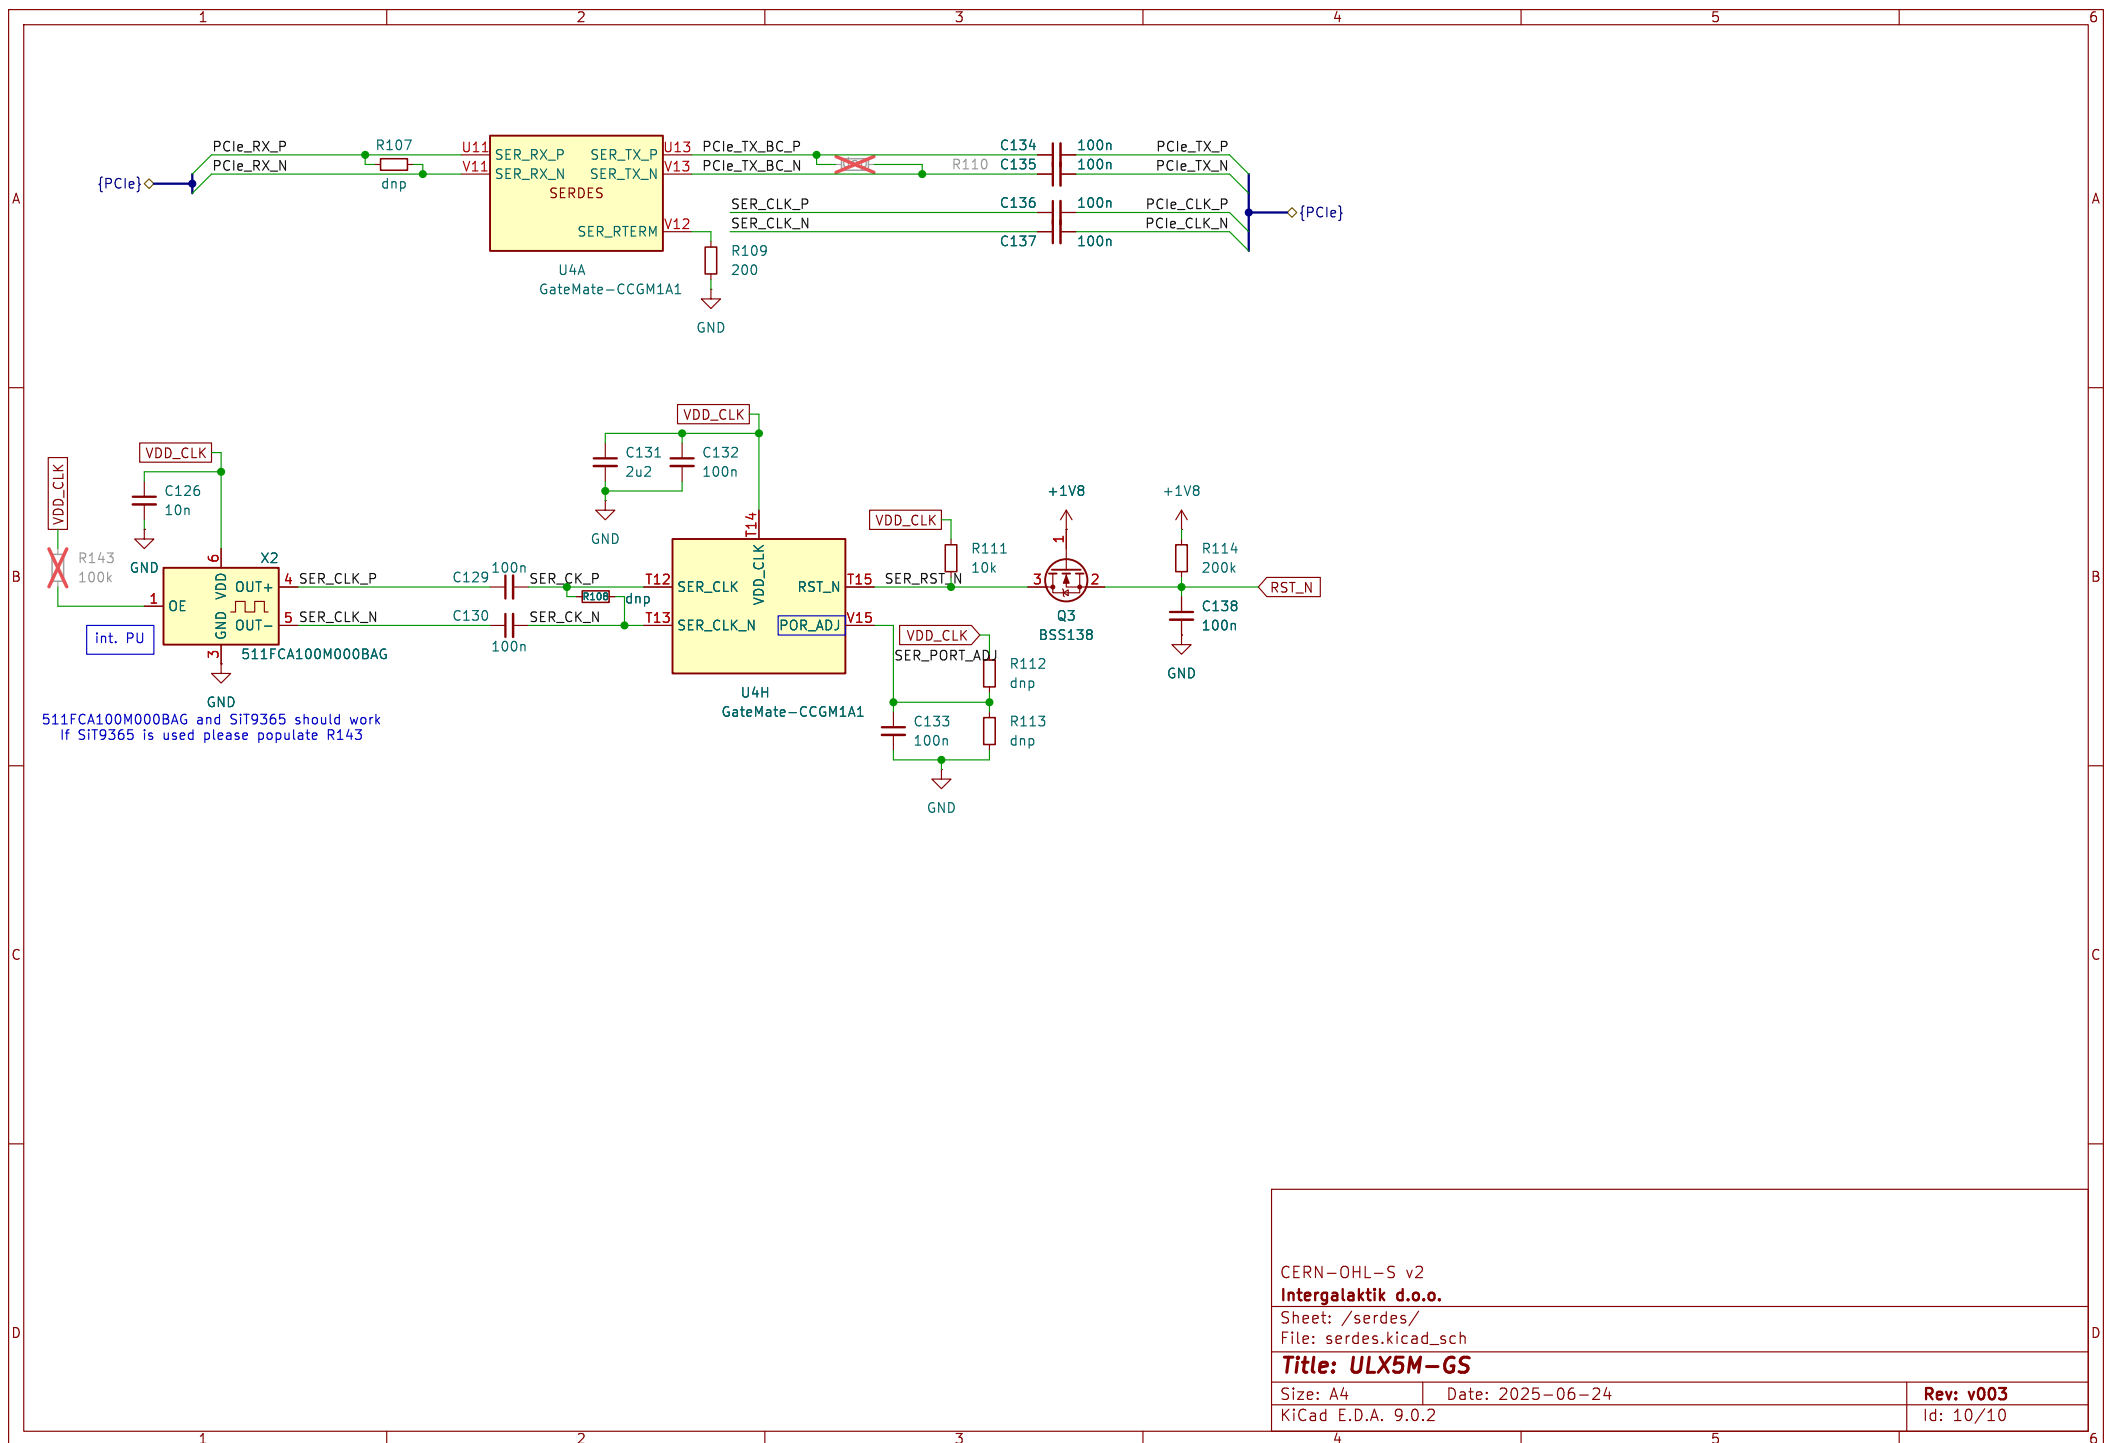 1 2 3 4 5 6
A A
B B
C C
D D
PCIe_RX_P
PCIe_RX_N
{PCIe}
R107
dnp
U11 SER_RX_P SER_TX_P U13
V11 SER_RX_N SER_TX_N V13
SERDES
SER_RTERM V12
U4A
GateMate-CCGM1A1
PCIe_TX_BC_P
PCIe_TX_BC_N
R110
C134 100n PCIe_TX_P
C135 100n PCIe_TX_N
SER_CLK_P C136 100n PCIe_CLK_P
SER_CLK_N C137 100n PCIe_CLK_N
{PCIe}
R109
200
GND
VDD_CLK
VDD_CLK
C126
10n
GND
R143
100k
X2
6 VDD
1 OE
OUT+ 4
OUT- 5
GND 3
int. PU
511FCA100M000BAG
GND
511FCA100M000BAG and SiT9365 should work
If SiT9365 is used please populate R143
SER_CLK_P C129 100n SER_CK_P
SER_CLK_N C130 100n SER_CK_N
R108 dnp
VDD_CLK
C131
2u2
C132
100n
GND
T14 VDD_CLK
T12 SER_CLK RST_N T15
T13 SER_CLK_N POR_ADJ V15
U4H
GateMate-CCGM1A1
VDD_CLK
R111
10k
SER_RST_N
VDD_CLK
SER_PORT_ADJ
R112
dnp
C133
100n
R113
dnp
GND
+1V8
1
3 2
Q3
BSS138
+1V8
R114
200k
RST_N
C138
100n
GND
CERN-OHL-S v2
Intergalaktik d.o.o.
Sheet: /serdes/
File: serdes.kicad_sch
Title: ULX5M-GS
Size: A4 Date: 2025-06-24 Rev: v003
KiCad E.D.A. 9.0.2 Id: 10/10
1 2 3 4 5 6